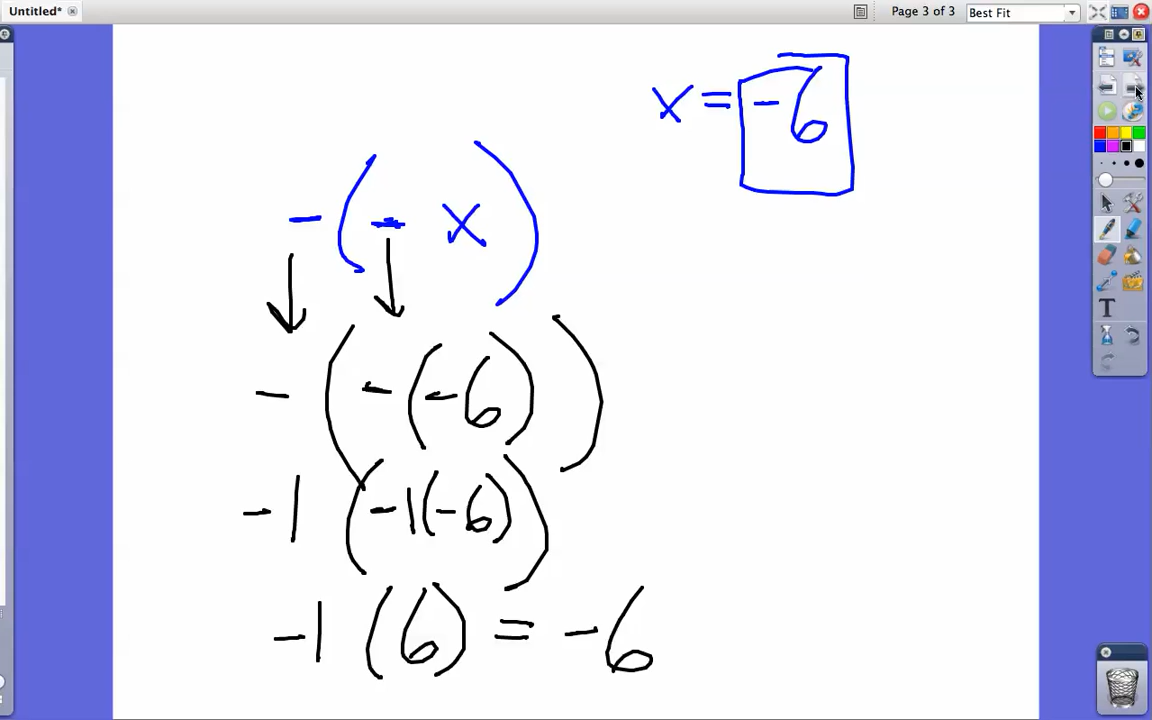 Untitled*
Page 3 of 3
Best Fit
x = -6
-(-x)
-(-(-6))
-1(-1(-6))
-1(6) = -6
T